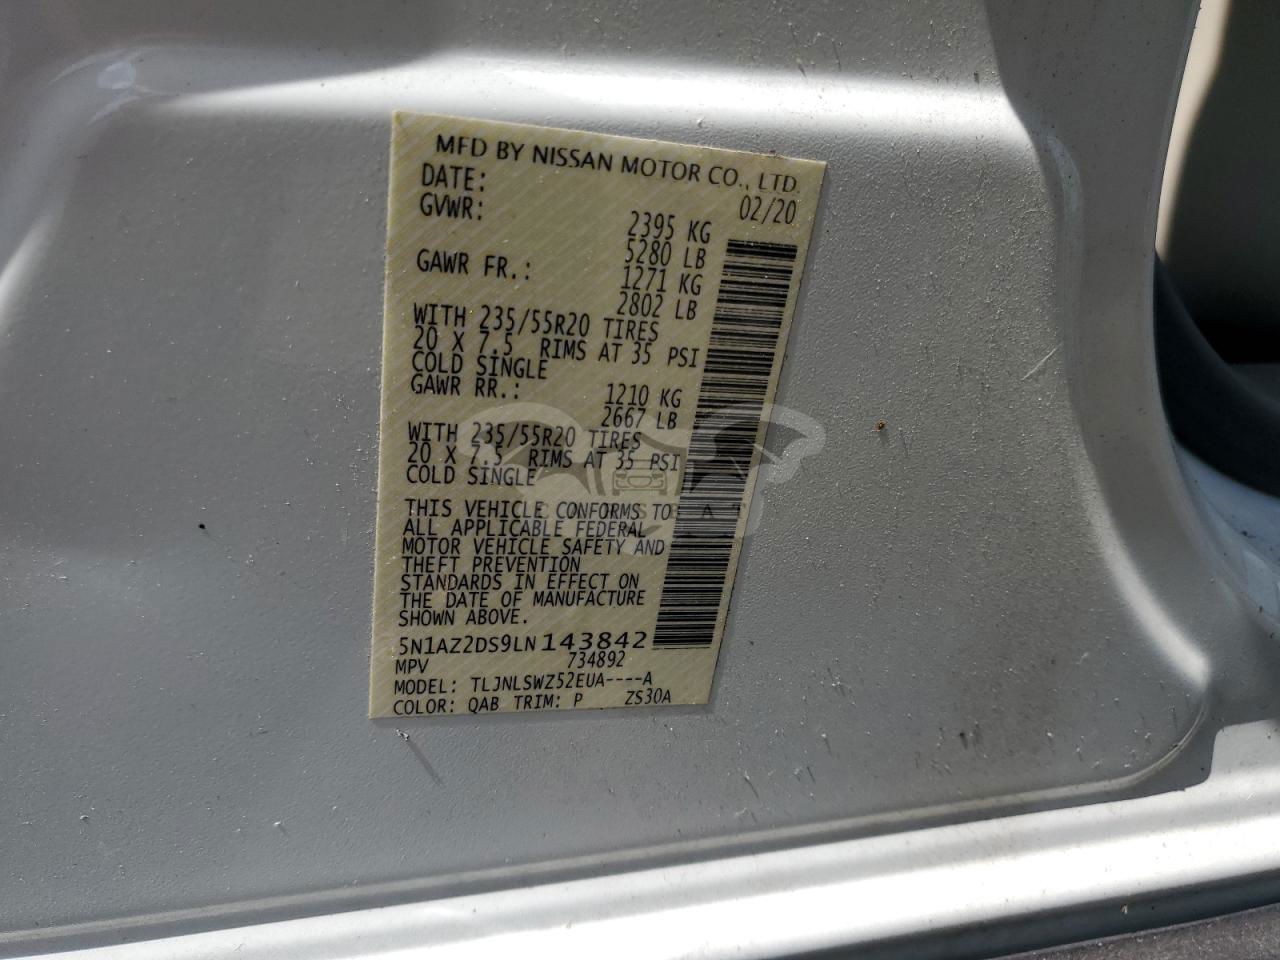 MFD BY NISSAN MOTOR CO., LTD.
DATE: 02/20
GVWR: 2395 KG
5280 LB
GAWR FR.: 1271 KG
2802 LB
WITH 235/55R20 TIRES
20 X 7.5 RIMS AT 35 PSI
COLD SINGLE
GAWR RR.: 1210 KG
2667 LB
WITH 235/55R20 TIRES
20 X 7.5 RIMS AT 35 PSI
COLD SINGLE
THIS VEHICLE CONFORMS TO
ALL APPLICABLE FEDERAL
MOTOR VEHICLE SAFETY AND
THEFT PREVENTION
STANDARDS IN EFFECT ON
THE DATE OF MANUFACTURE
SHOWN ABOVE.
5N1AZ2DS9LN143842
MPV 734892
MODEL: TLJNLSWZ52EUA----A
COLOR: QAB TRIM: P ZS30A